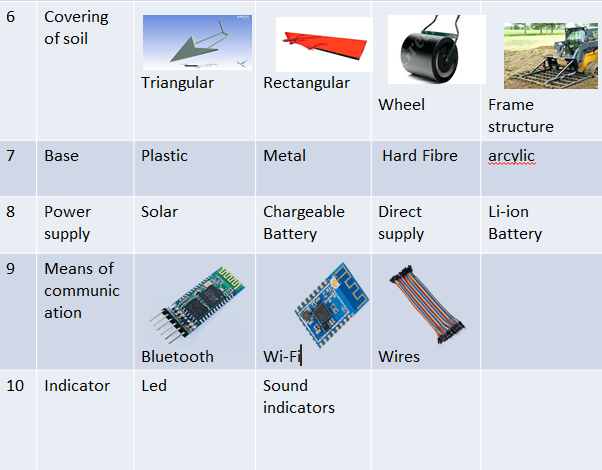 6 Covering Triangular Rectangular Wheel Frame
of soil structure
7 Base Plastic Metal Hard Fibre arcylic
8 Power Solar Chargeable Direct Li-ion
supply Battery supply Battery
9 Means of Bluetooth Wi-Fi Wires
communic
ation
10 Indicator Led Sound
indicators